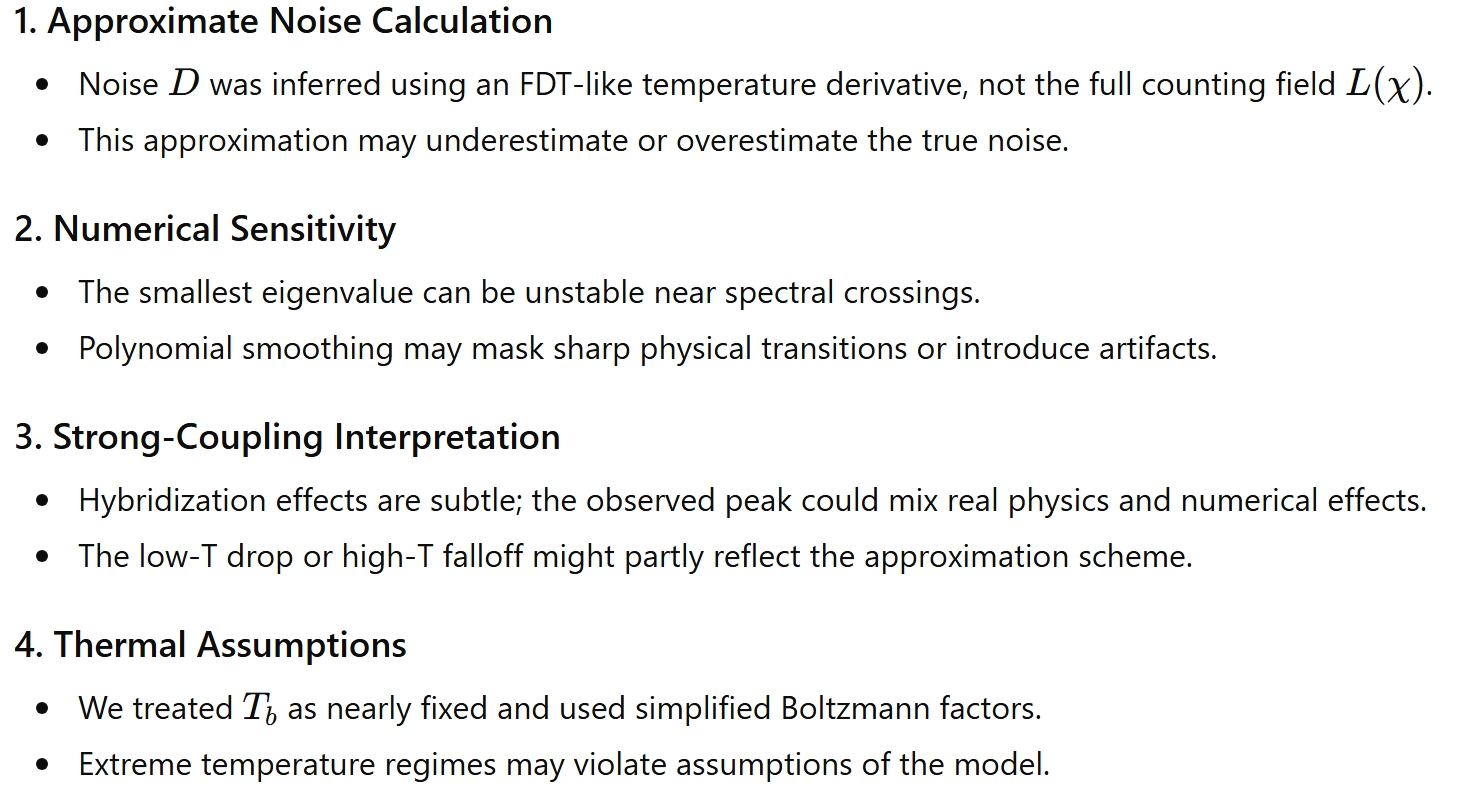 1. Approximate Noise Calculation
• Noise D was inferred using an FDT-like temperature derivative, not the full counting field L(χ).
• This approximation may underestimate or overestimate the true noise.
2. Numerical Sensitivity
• The smallest eigenvalue can be unstable near spectral crossings.
• Polynomial smoothing may mask sharp physical transitions or introduce artifacts.
3. Strong-Coupling Interpretation
• Hybridization effects are subtle; the observed peak could mix real physics and numerical effects.
• The low-T drop or high-T falloff might partly reflect the approximation scheme.
4. Thermal Assumptions
• We treated T_b as nearly fixed and used simplified Boltzmann factors.
• Extreme temperature regimes may violate assumptions of the model.